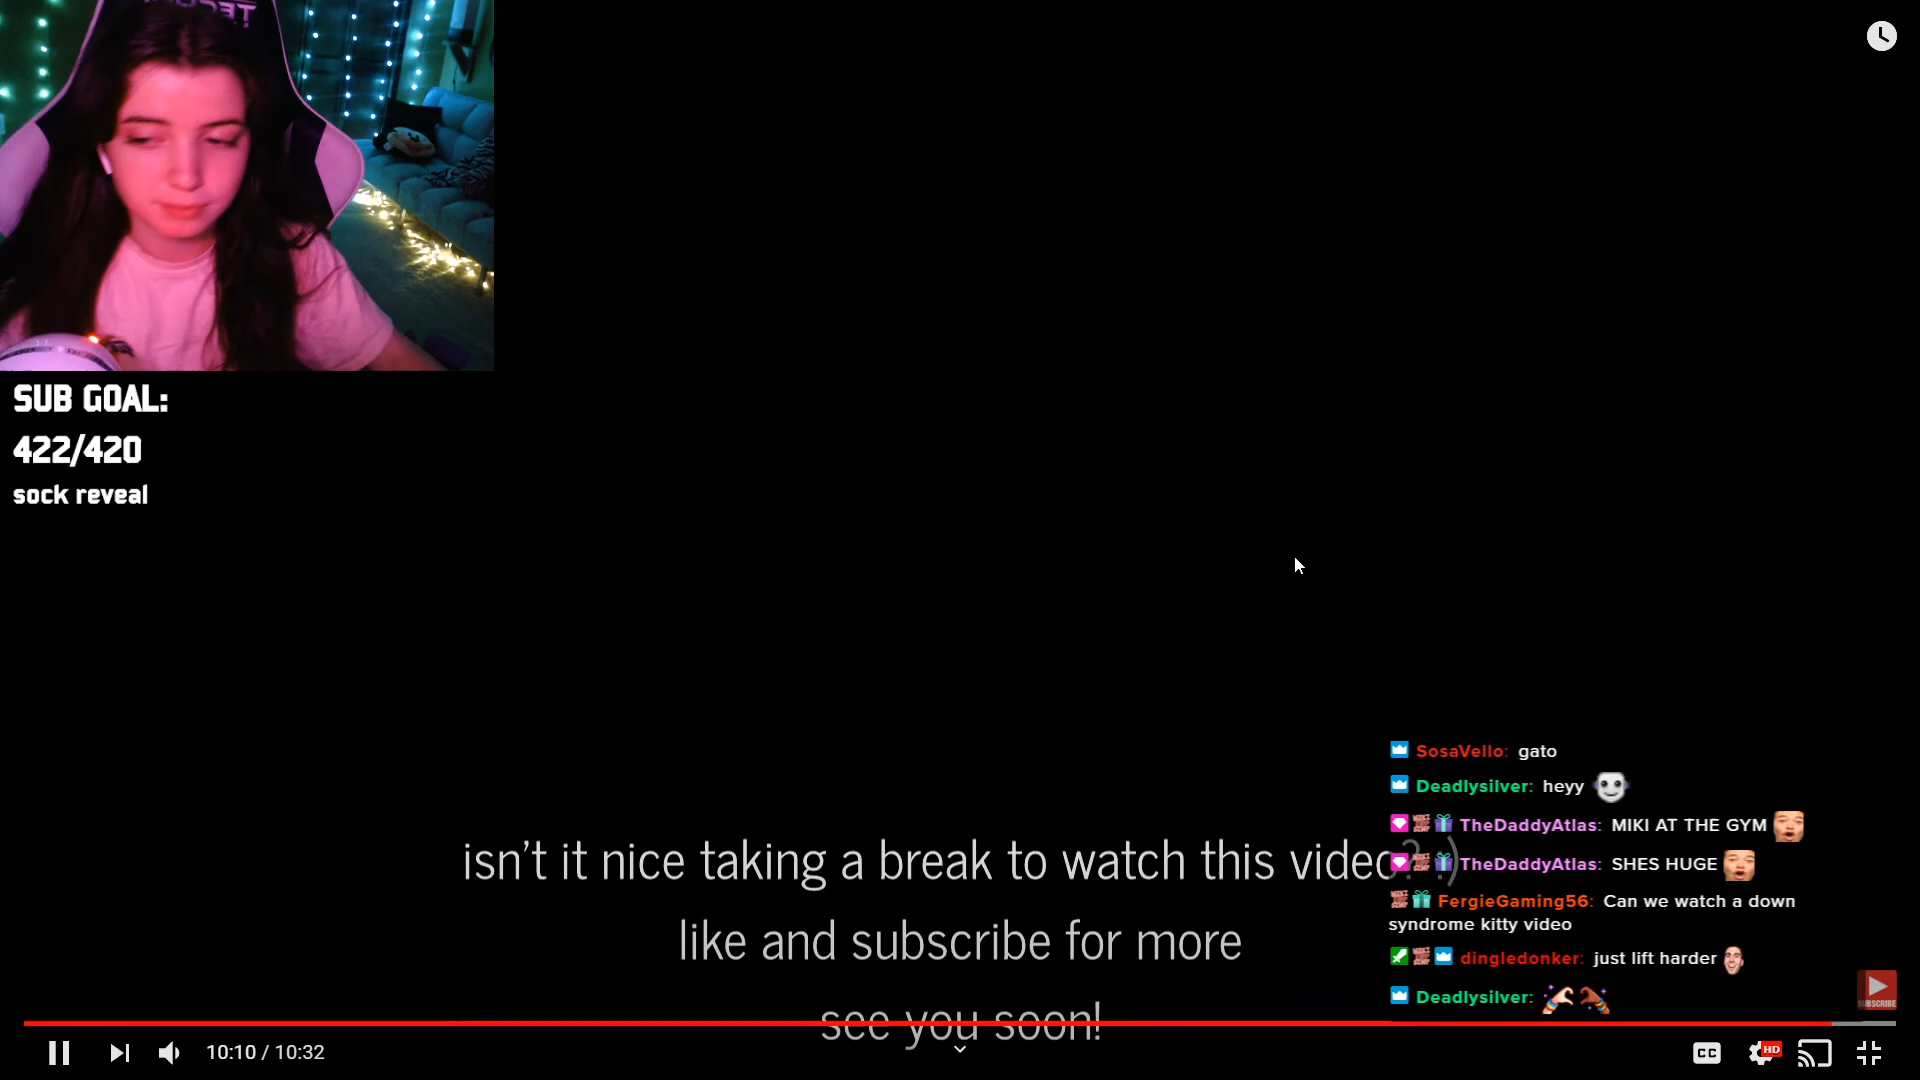 SUB GOAL:
422/420
sock reveal
SosaVello: gato
Deadlysilver: heyy
TheDaddyAtlas: MIKI AT THE GYM
TheDaddyAtlas: SHES HUGE
FergieGaming56: Can we watch a down
syndrome kitty video
dingledonker: just lift harder
Deadlysilver:
isn't it nice taking a break to watch this video? :)
like and subscribe for more
see you soon!
SUBSCRIBE
10:10 / 10:32
CC
HD